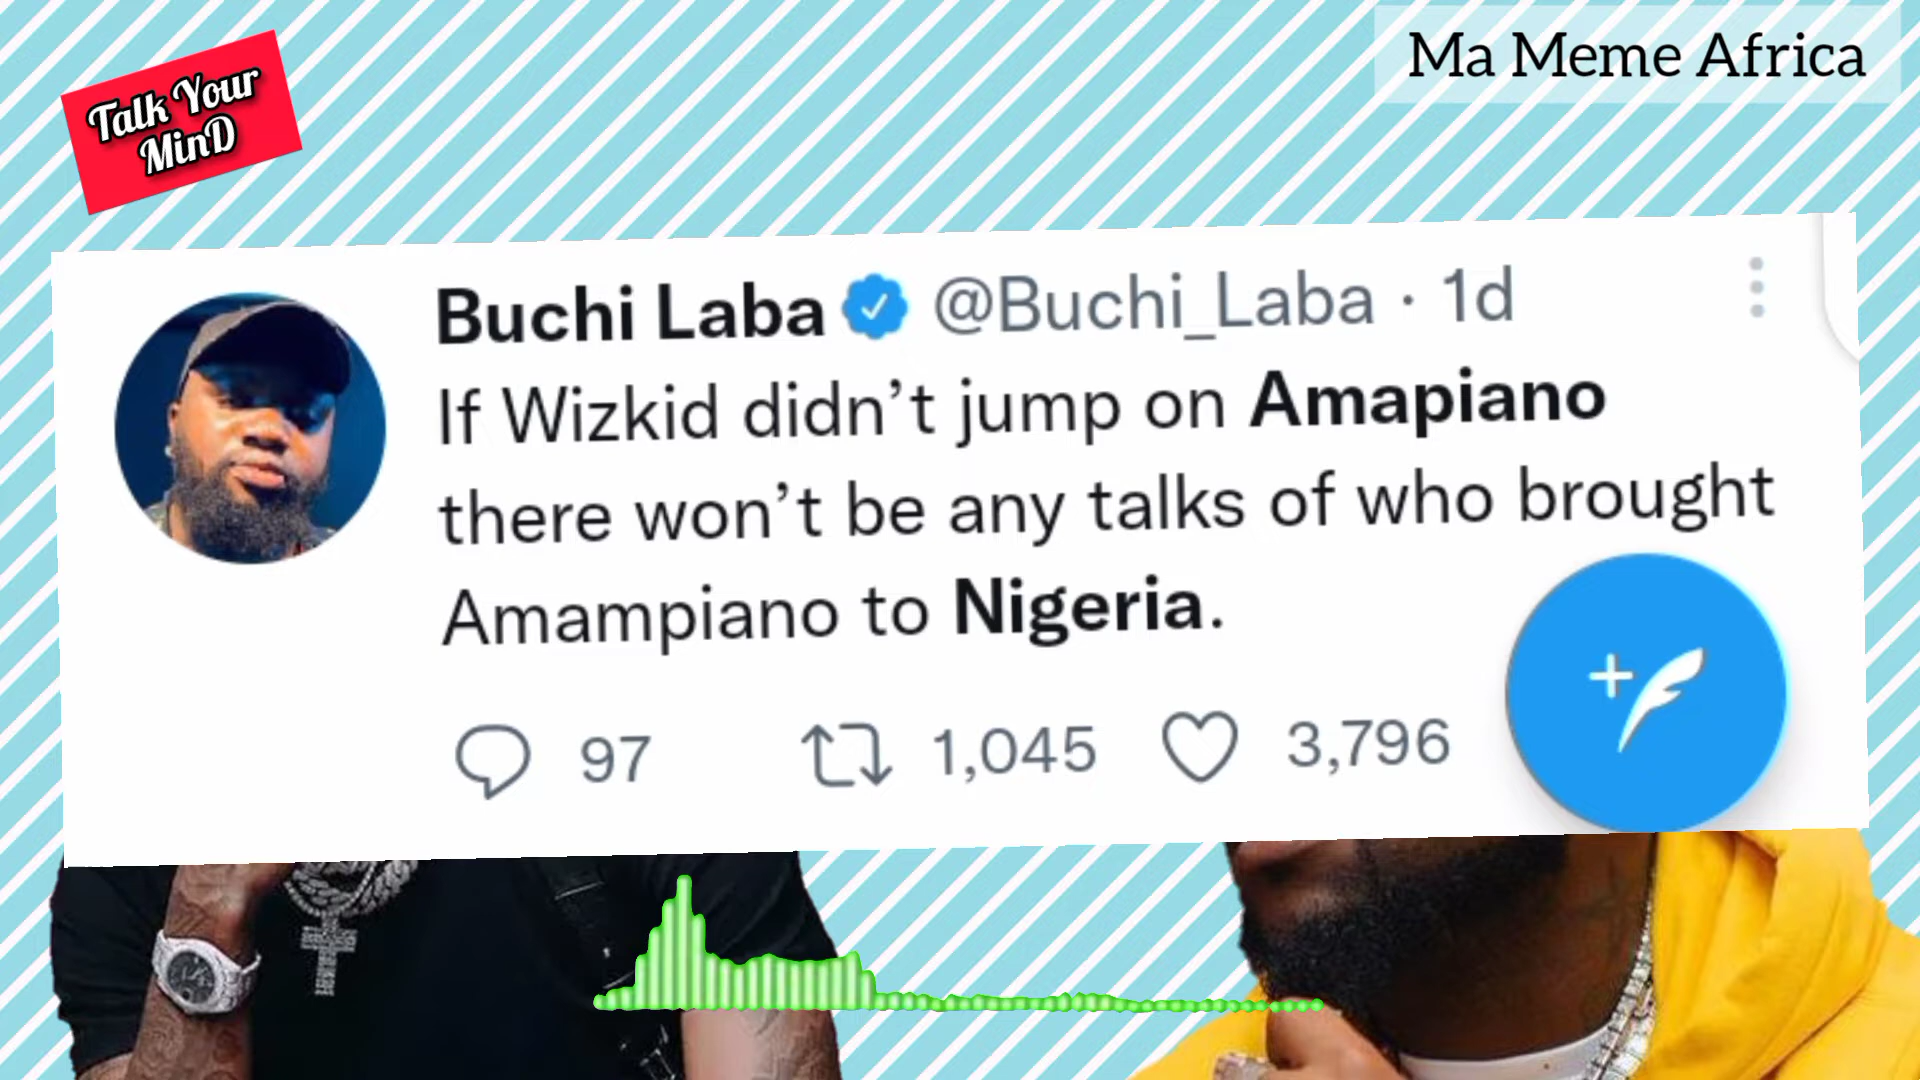 Ma Meme Africa
Talk Your
MinD
Buchi Laba @Buchi_Laba · 1d
If Wizkid didn’t jump on Amapiano
there won’t be any talks of who brought
Amampiano to Nigeria.
97 1,045 3,796